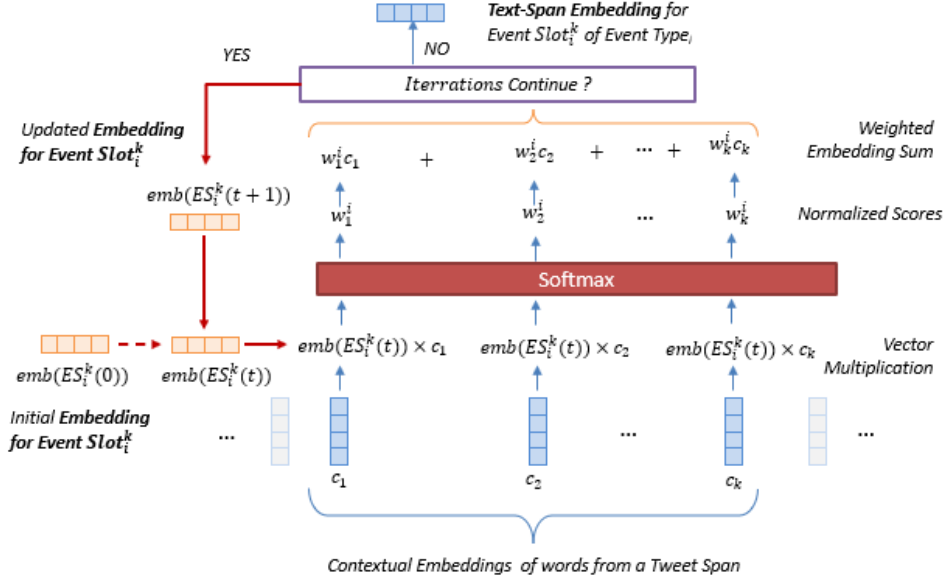 Text-Span Embedding for
Event Slot_i^k of Event Type_i
NO
YES
Iterrations Continue ?
Updated Embedding
for Event Slot_i^k
w_1^i c_1 + w_2^i c_2 + ... + w_k^i c_k
Weighted
Embedding Sum
emb(ES_i^k(t + 1))
w_1^i w_2^i ... w_k^i
Normalized Scores
Softmax
emb(ES_i^k(0))
emb(ES_i^k(t))
emb(ES_i^k(t)) × c_1
emb(ES_i^k(t)) × c_2
emb(ES_i^k(t)) × c_k
Vector
Multiplication
Initial Embedding
for Event Slot_i^k
... ... ...
c_1 c_2 c_k
Contextual Embeddings of words from a Tweet Span